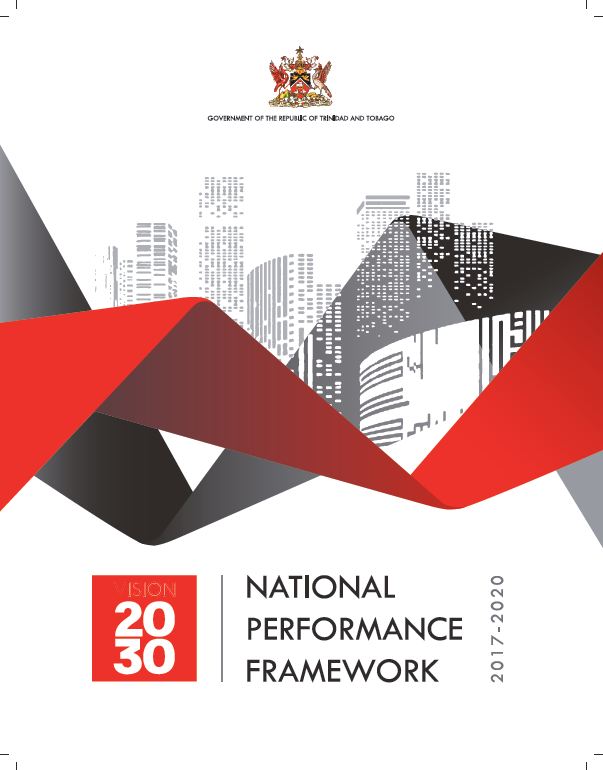 GOVERNMENT OF THE REPUBLIC OF TRINIDAD AND TOBAGO
VISION
20
30
NATIONAL
PERFORMANCE
FRAMEWORK
2017-2020